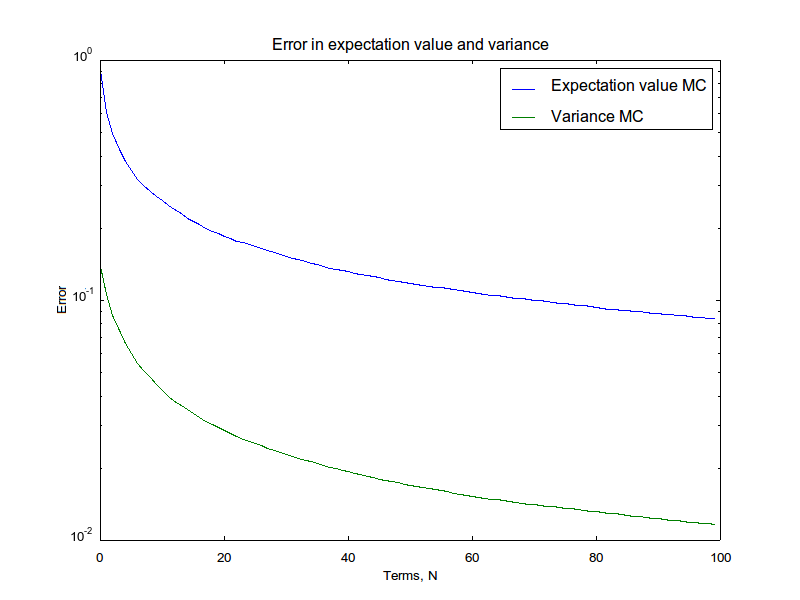 Error in expectation value and variance
10^0
Expectation value MC
Variance MC
10^-1
Error
10^-2
0 20 40 60 80 100
Terms, N